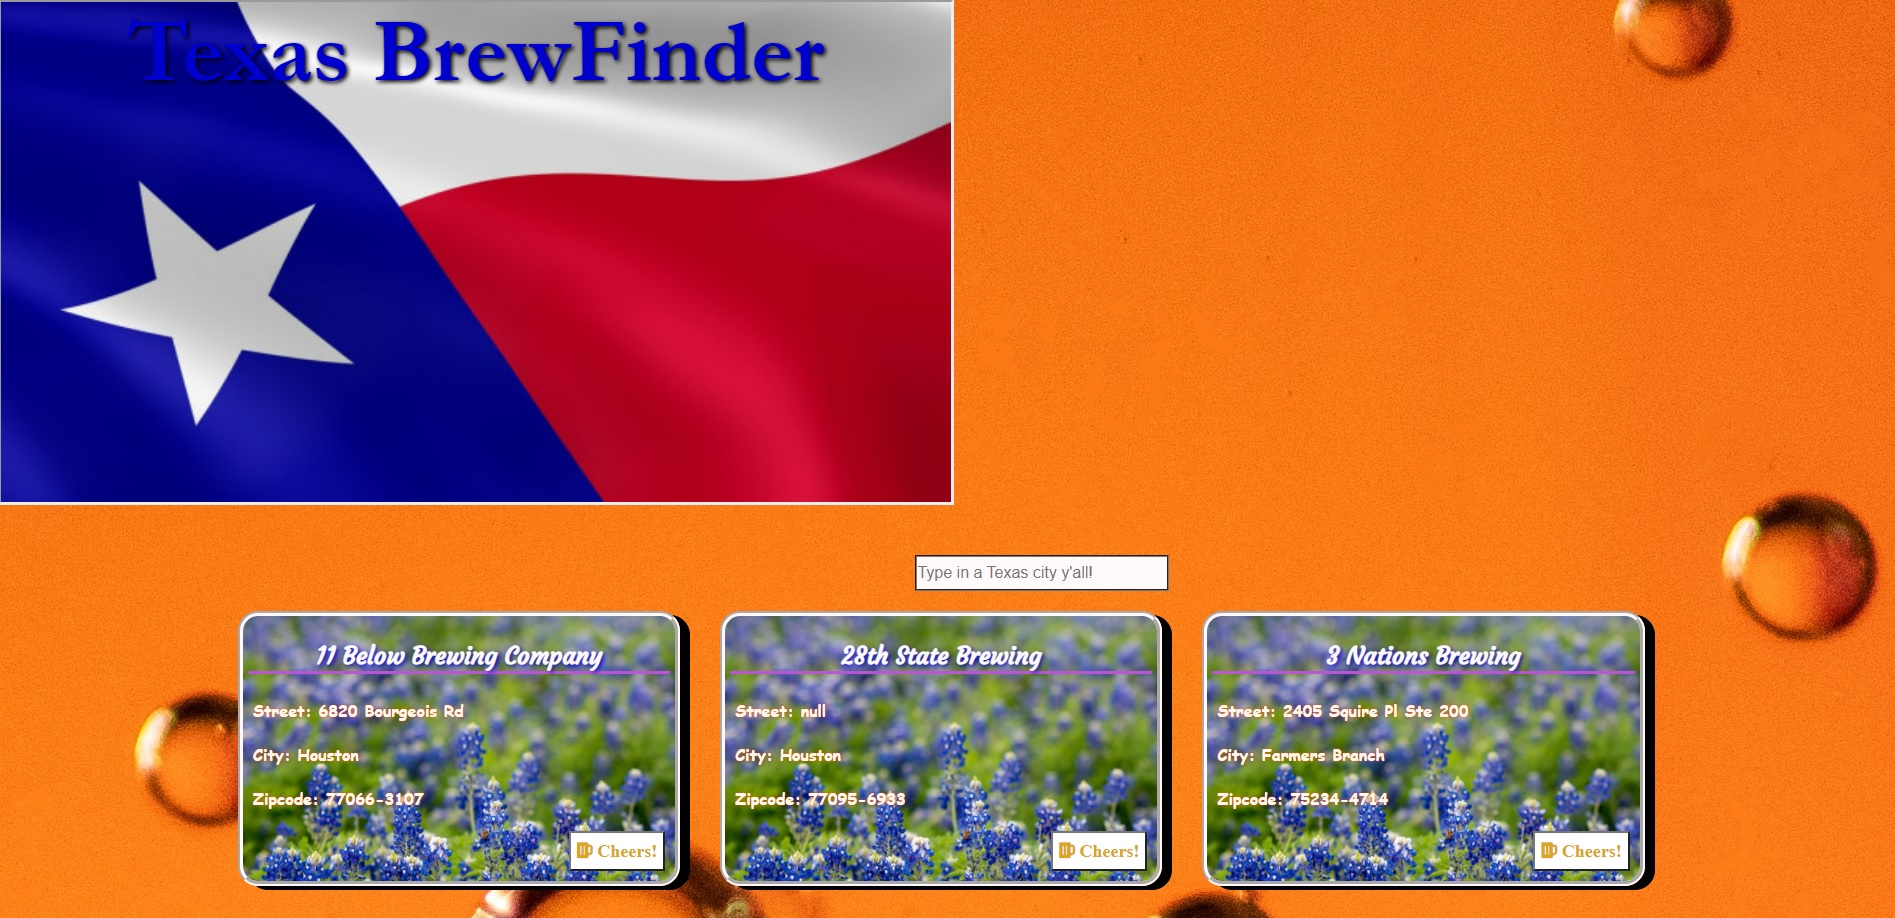 Texas BrewFinder
Type in a Texas city y'all!
11 Below Brewing Company
Street: 6820 Bourgeois Rd
City: Houston
Zipcode: 77066-3107
Cheers!
28th State Brewing
Street: null
City: Houston
Zipcode: 77095-6933
Cheers!
3 Nations Brewing
Street: 2405 Squire Pl Ste 200
City: Farmers Branch
Zipcode: 75234-4714
Cheers!